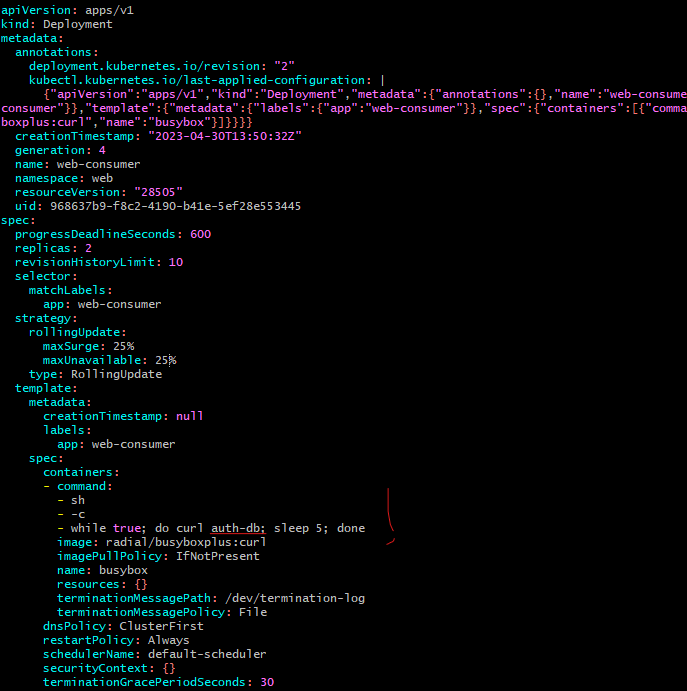 apiVersion: apps/v1
kind: Deployment
metadata:
  annotations:
    deployment.kubernetes.io/revision: "2"
    kubectl.kubernetes.io/last-applied-configuration: |
      {"apiVersion":"apps/v1","kind":"Deployment","metadata":{"annotations":{},"name":"web-consume
consumer"}},"template":{"metadata":{"labels":{"app":"web-consumer"}},"spec":{"containers":[{"comma
boxplus:curl","name":"busybox"}]}}}}
  creationTimestamp: "2023-04-30T13:50:32Z"
  generation: 4
  name: web-consumer
  namespace: web
  resourceVersion: "28505"
  uid: 968637b9-f8c2-4190-b41e-5ef28e553445
spec:
  progressDeadlineSeconds: 600
  replicas: 2
  revisionHistoryLimit: 10
  selector:
    matchLabels:
      app: web-consumer
  strategy:
    rollingUpdate:
      maxSurge: 25%
      maxUnavailable: 25%
    type: RollingUpdate
  template:
    metadata:
      creationTimestamp: null
      labels:
        app: web-consumer
    spec:
      containers:
      - command:
        - sh
        - -c
        - while true; do curl auth-db; sleep 5; done
        image: radial/busyboxplus:curl
        imagePullPolicy: IfNotPresent
        name: busybox
        resources: {}
        terminationMessagePath: /dev/termination-log
        terminationMessagePolicy: File
      dnsPolicy: ClusterFirst
      restartPolicy: Always
      schedulerName: default-scheduler
      securityContext: {}
      terminationGracePeriodSeconds: 30